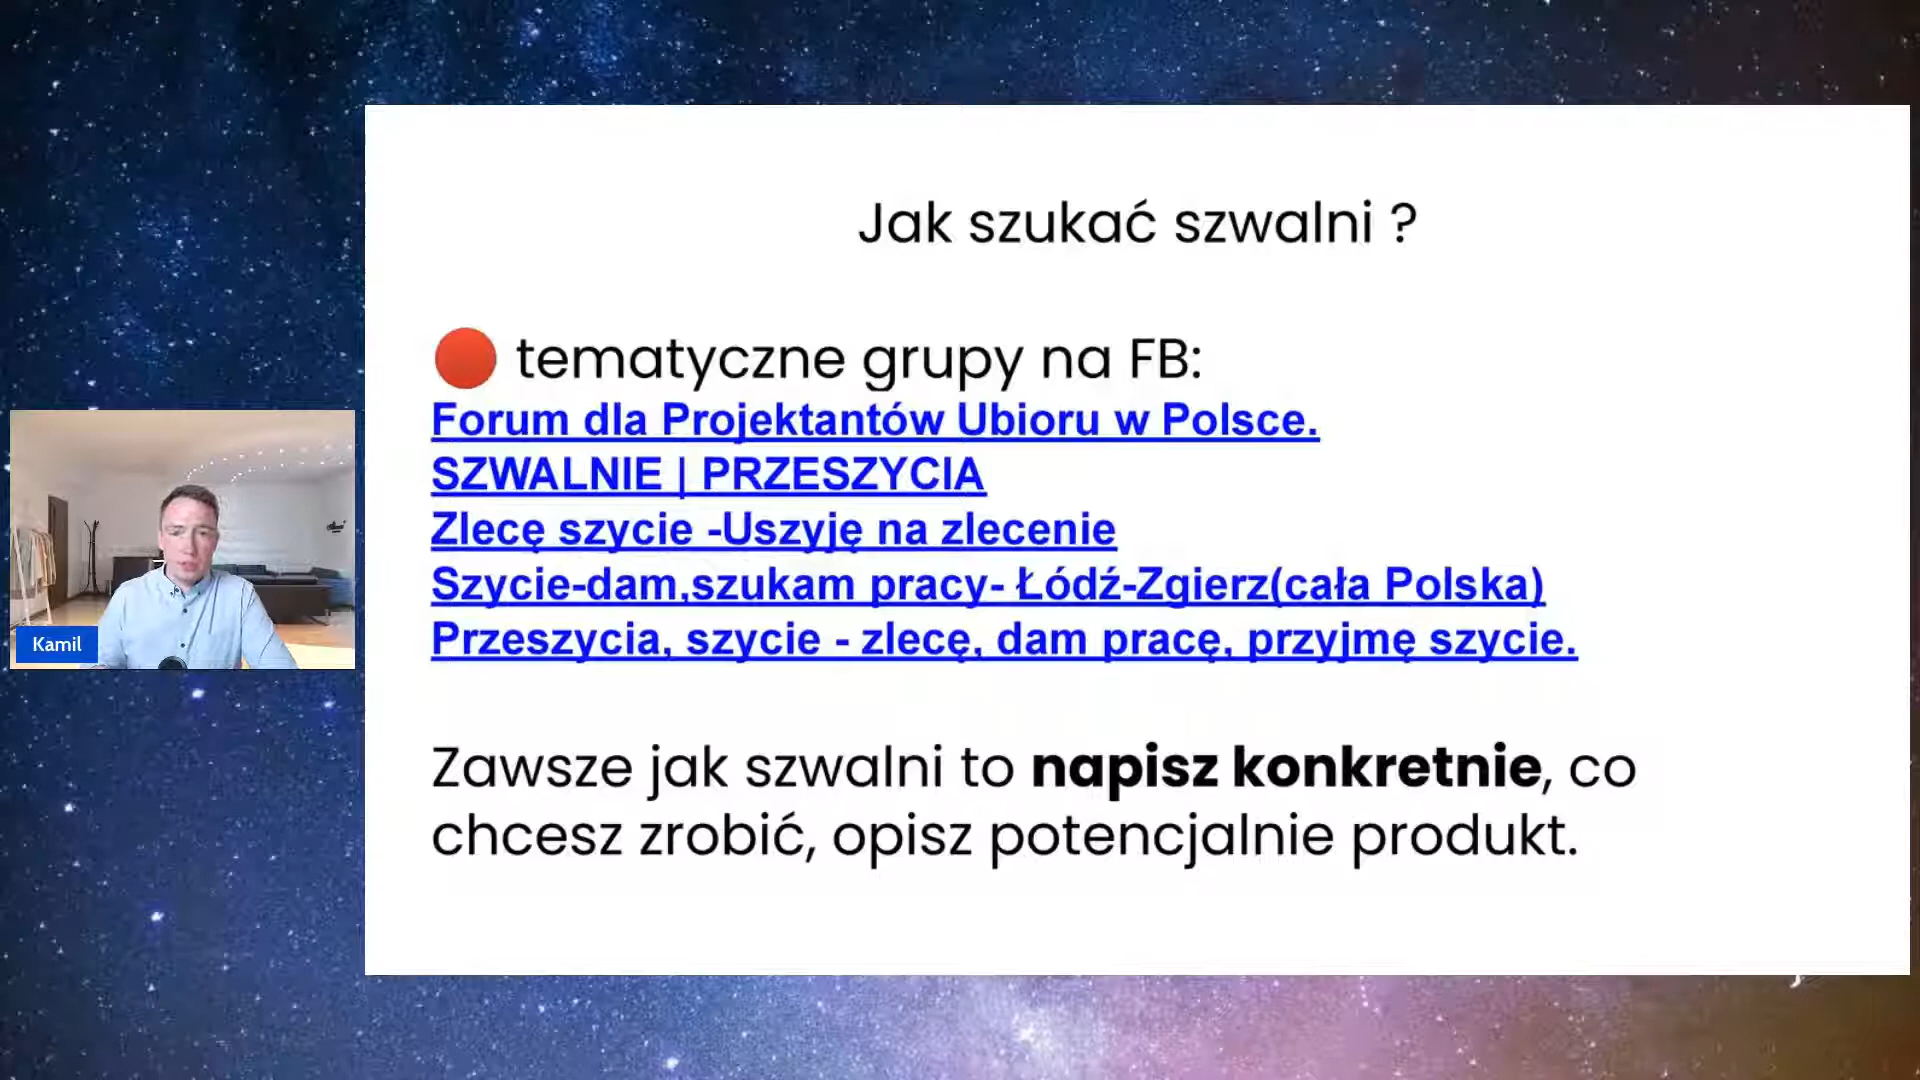 Jak szukać szwalni ?
tematyczne grupy na FB:
Forum dla Projektantów Ubioru w Polsce.
SZWALNIE | PRZESZYCIA
Zlecę szycie -Uszyję na zlecenie
Szycie-dam,szukam pracy- Łódź-Zgierz(cała Polska)
Przeszycia, szycie - zlecę, dam pracę, przyjmę szycie.
Kamil
Zawsze jak szwalni to napisz konkretnie, co
chcesz zrobić, opisz potencjalnie produkt.